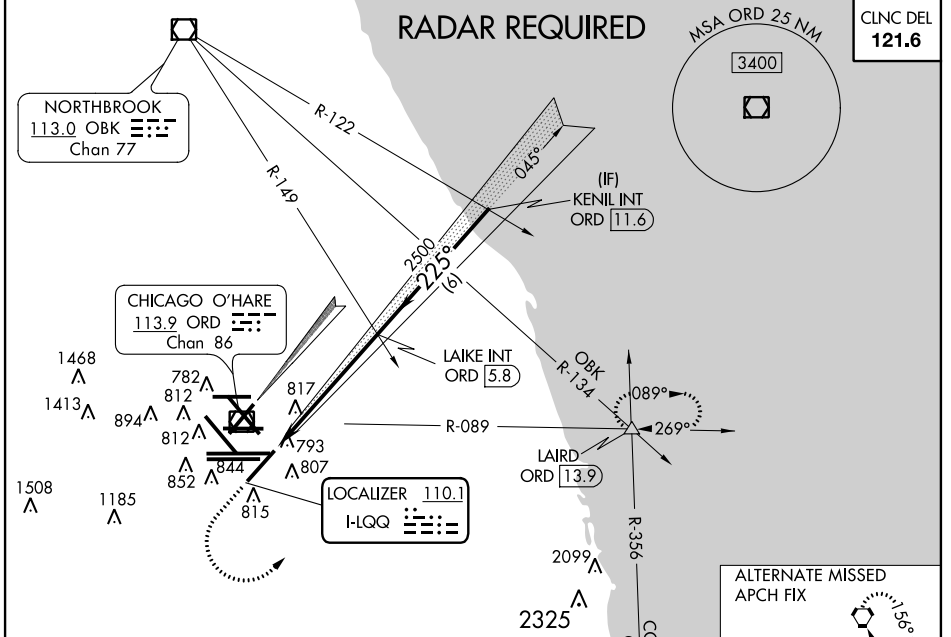 RADAR REQUIRED
MSA ORD 25 NM
3400
CLNC DEL
121.6
NORTHBROOK
113.0 OBK
Chan 77
R-122
R-149
045°
(IF)
KENIL INT
ORD 11.6
2500
225°
(6)
CHICAGO O'HARE
113.9 ORD
Chan 86
LAIKE INT
ORD 5.8
OBK
R-134
089°
269°
R-089
LAIRD
ORD 13.9
R-356
1468
782
812
817
1413
894
812
793
852
844
807
1508
1185
815
LOCALIZER 110.1
I-LQQ
2099
2325
ALTERNATE MISSED
APCH FIX
156°